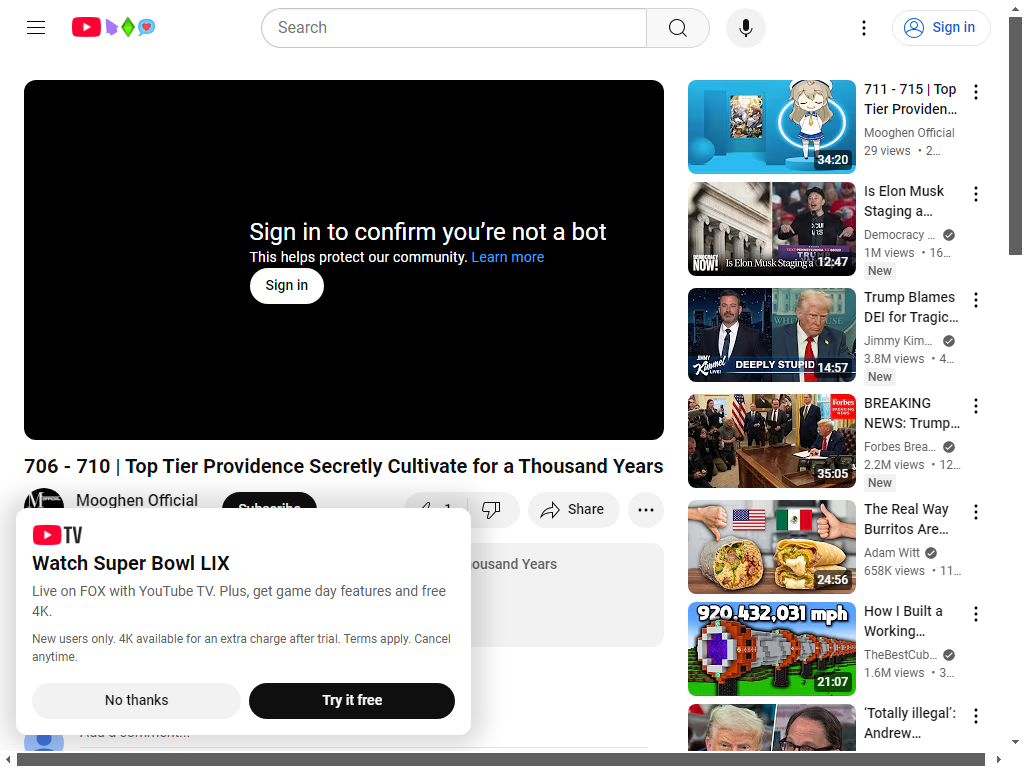 Search
Sign in
Sign in to confirm you’re not a bot
This helps protect our community. Learn more
Sign in
706 - 710 | Top Tier Providence Secretly Cultivate for a Thousand Years
Mooghen Official
Subscribe
1
Share
ousand Years
TV
Watch Super Bowl LIX
Live on FOX with YouTube TV. Plus, get game day features and free
4K.
New users only. 4K available for an extra charge after trial. Terms apply. Cancel
anytime.
No thanks
Try it free
Add a comment...
34:20
711 - 715 | Top
Tier Providen...
Mooghen Official
29 views • 2...
DEMOCRACY
NOW!
Is Elon Musk Staging a
12:47
Is Elon Musk
Staging a...
Democracy ...
1M views • 16...
New
JIMMY
Kimmel
LIVE!
DEEPLY STUPID
14:57
Trump Blames
DEI for Tragic...
Jimmy Kim...
3.8M views • 4...
New
Forbes
BREAKING
NEWS
35:05
BREAKING
NEWS: Trump...
Forbes Brea...
2.2M views • 12...
New
24:56
The Real Way
Burritos Are...
Adam Witt
658K views • 11...
920,432,031 mph
21:07
How I Built a
Working...
TheBestCub...
1.6M views • 3...
‘Totally illegal’:
Andrew...